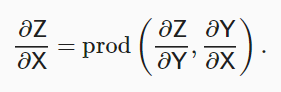 ∂Z/∂X = prod (∂Z/∂Y, ∂Y/∂X).